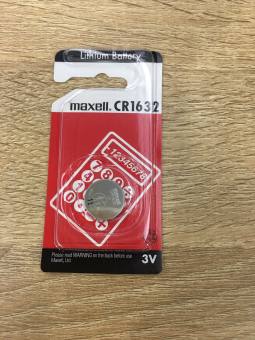 Lithium Battery
maxell. CR1632
12345678
Please read WARNING on the back before use
Maxell, Ltd.
3V